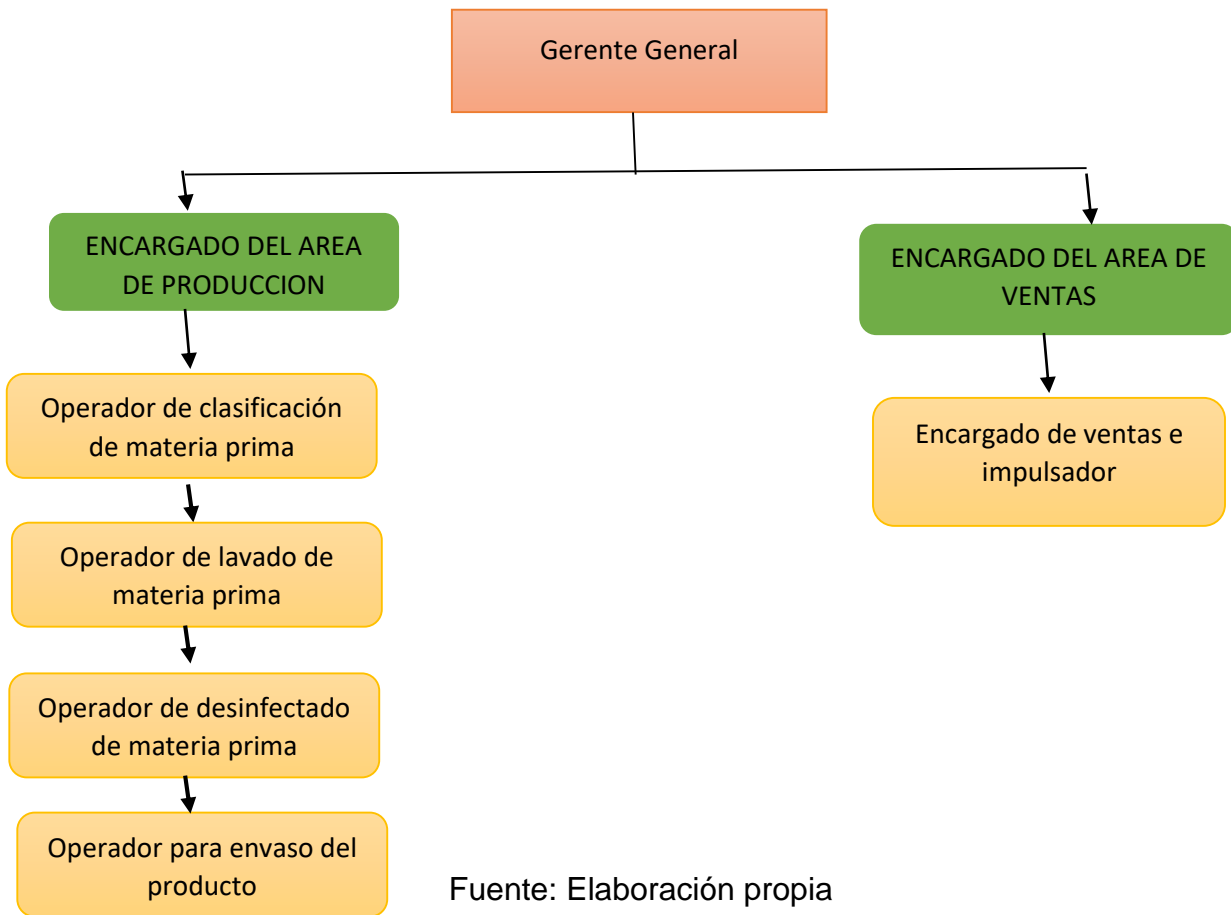 Gerente General
ENCARGADO DEL AREA
DE PRODUCCION
ENCARGADO DEL AREA DE
VENTAS
Operador de clasificación
de materia prima
Encargado de ventas e
impulsador
Operador de lavado de
materia prima
Operador de desinfectado
de materia prima
Operador para envaso del
producto
Fuente: Elaboración propia